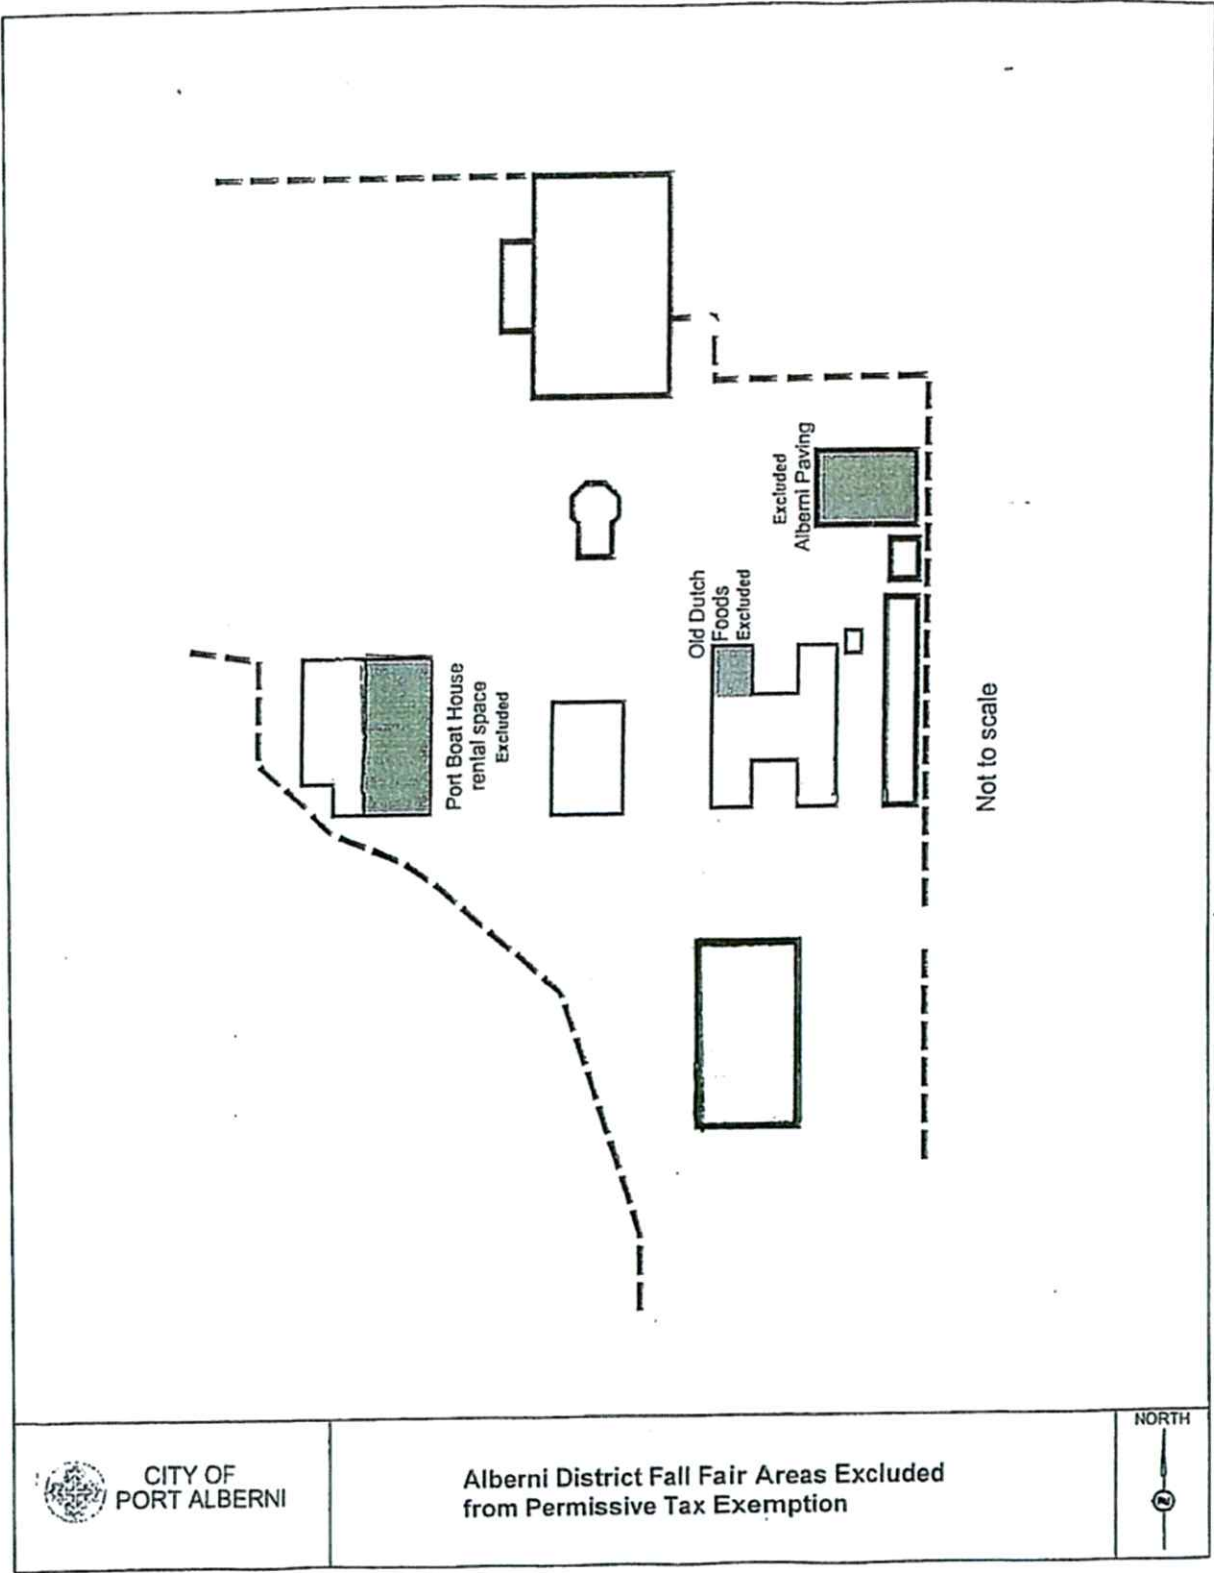 Excluded
Alberni Paving
Old Dutch
Foods
Excluded
Port Boat House
rental space
Excluded
Not to scale
CITY OF
PORT ALBERNI
Alberni District Fall Fair Areas Excluded
from Permissive Tax Exemption
NORTH
N